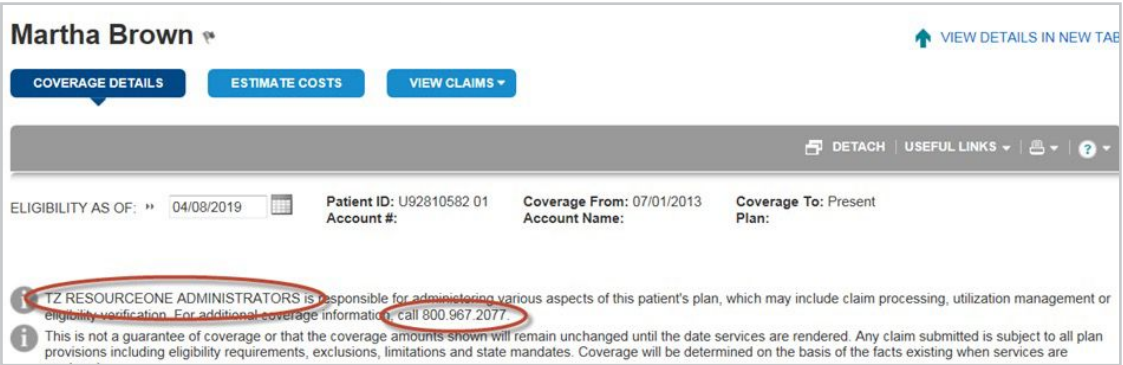 Martha Brown
VIEW DETAILS IN NEW TAB
COVERAGE DETAILS ESTIMATE COSTS VIEW CLAIMS
DETACH | USEFUL LINKS | | ?
ELIGIBILITY AS OF: 04/08/2019 Patient ID: U92810582 01 Coverage From: 07/01/2013 Coverage To: Present
Account #: Account Name: Plan:
TZ RESOURCEONE ADMINISTRATORS is responsible for administering various aspects of this patient's plan, which may include claim processing, utilization management or
eligibility verification. For additional coverage information, call 800.967.2077.
This is not a guarantee of coverage or that the coverage amounts shown will remain unchanged until the date services are rendered. Any claim submitted is subject to all plan
provisions including eligibility requirements, exclusions, limitations and state mandates. Coverage will be determined on the basis of the facts existing when services are